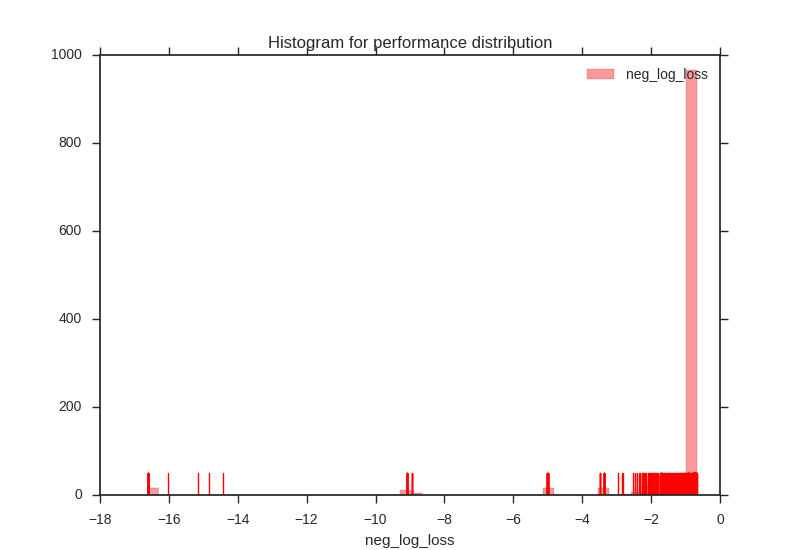 Histogram for performance distribution
neg_log_loss
1000
800
600
400
200
0
−18 −16 −14 −12 −10 −8 −6 −4 −2 0
neg_log_loss